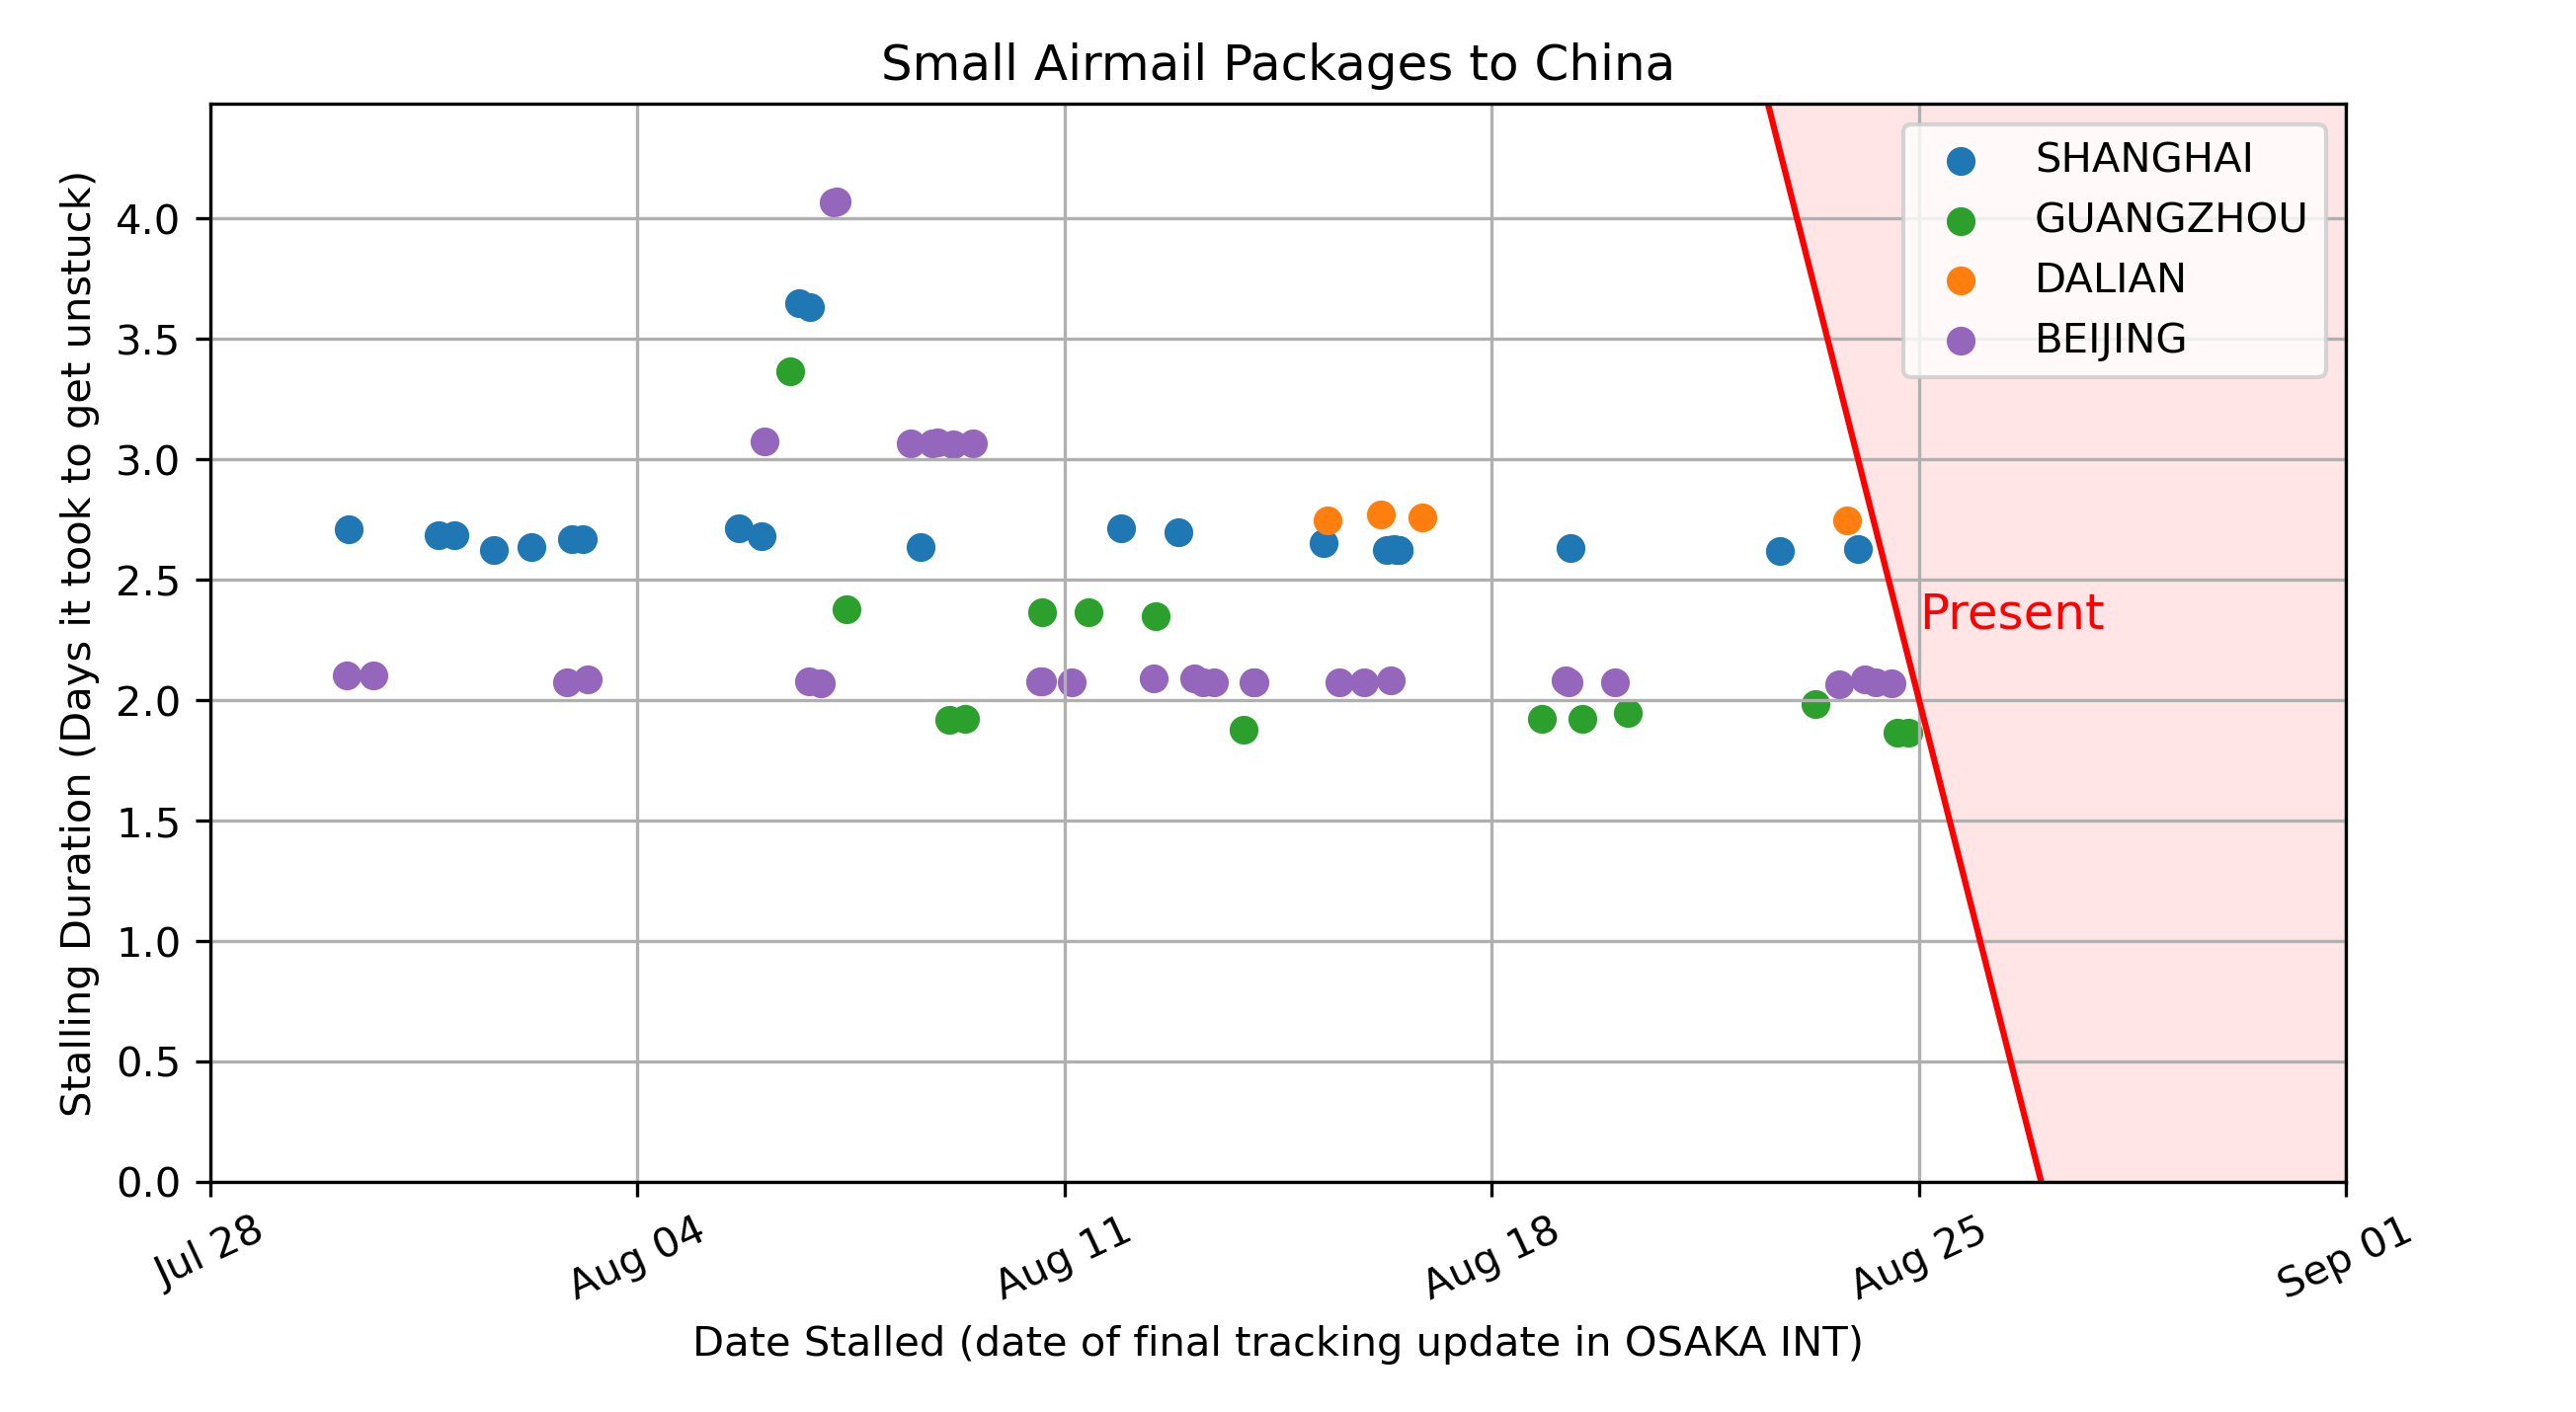 Small Airmail Packages to China
Stalling Duration (Days it took to get unstuck)
4.0
3.5
3.0
2.5
2.0
1.5
1.0
0.5
0.0
SHANGHAI
GUANGZHOU
DALIAN
BEIJING
Present
Jul 28
Aug 04
Aug 11
Aug 18
Aug 25
Sep 01
Date Stalled (date of final tracking update in OSAKA INT)